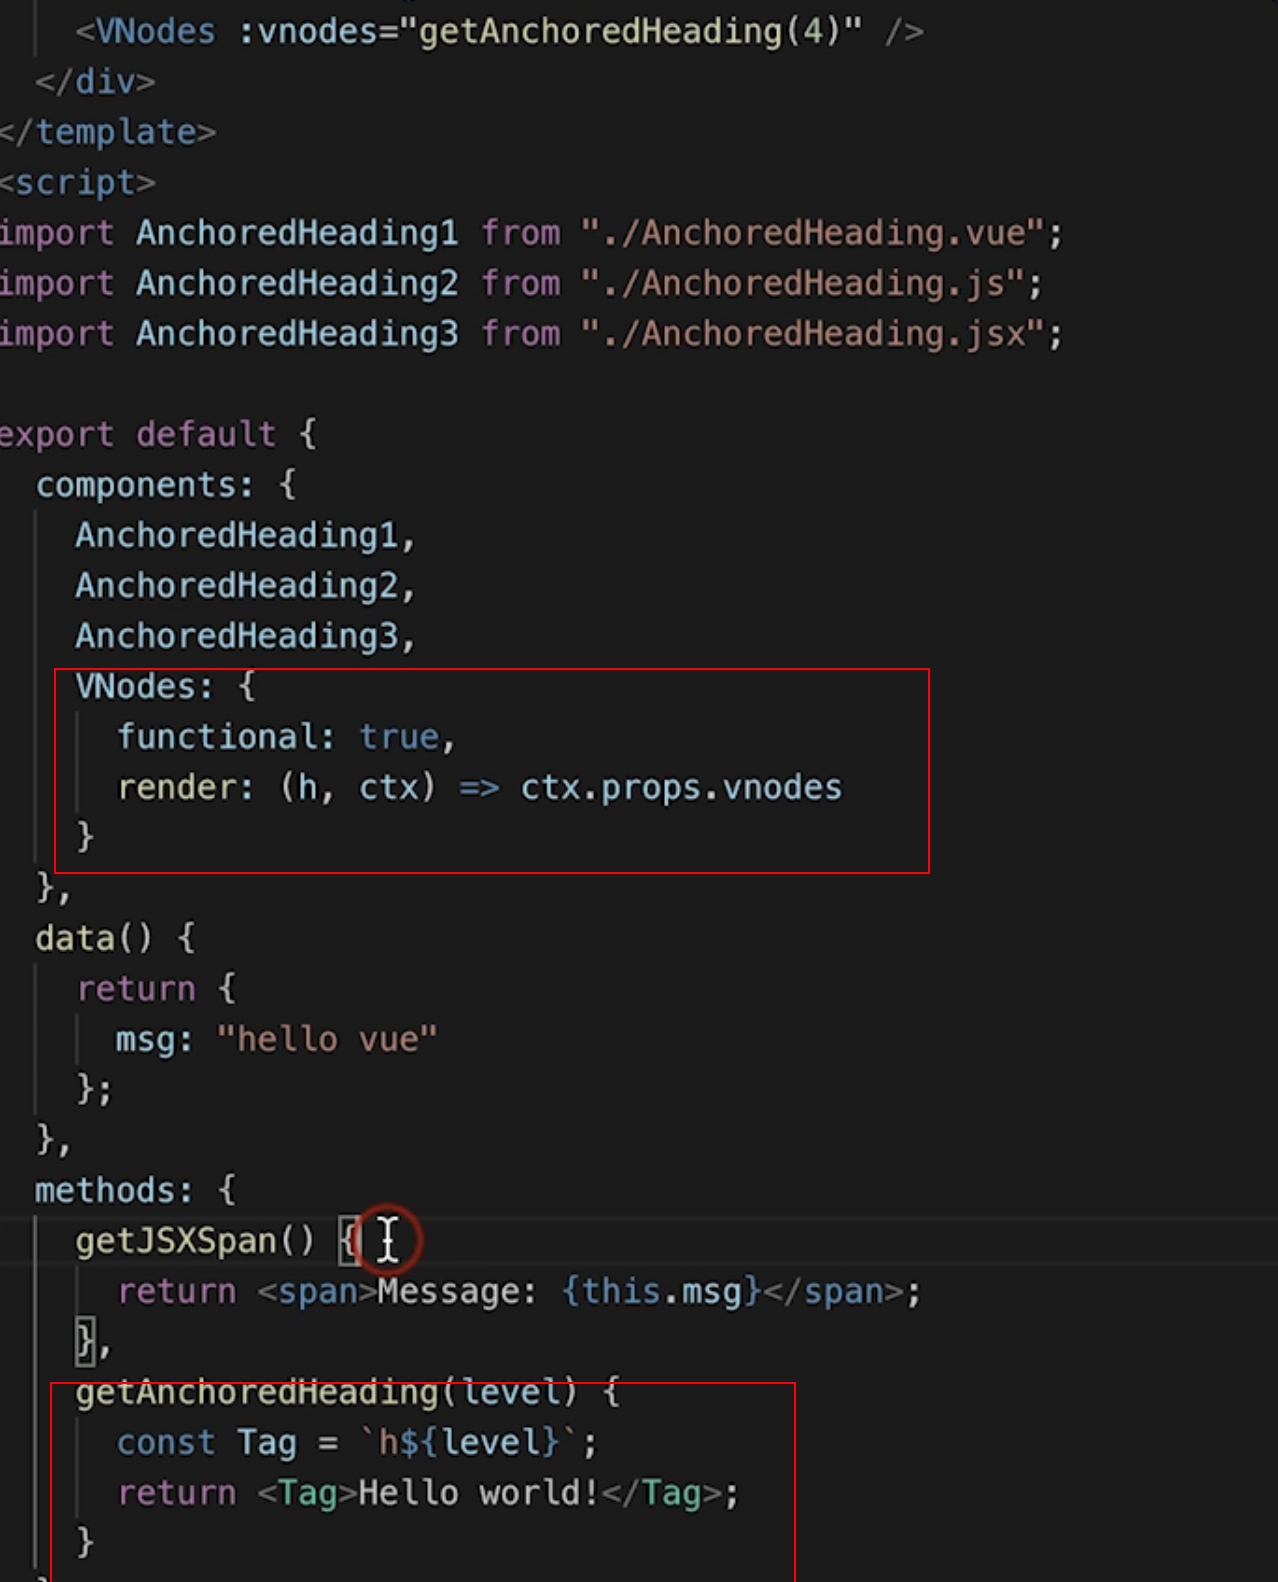 <VNodes :vnodes="getAnchoredHeading(4)" />
</div>
</template>
<script>
import AnchoredHeading1 from "./AnchoredHeading.vue";
import AnchoredHeading2 from "./AnchoredHeading.js";
import AnchoredHeading3 from "./AnchoredHeading.jsx";
export default {
components: {
AnchoredHeading1,
AnchoredHeading2,
AnchoredHeading3,
VNodes: {
functional: true,
render: (h, ctx) => ctx.props.vnodes
}
},
data() {
return {
msg: "hello vue"
};
},
methods: {
getJSXSpan() {
return <span>Message: {this.msg}</span>;
},
getAnchoredHeading(level) {
const Tag = `h${level}`;
return <Tag>Hello world!</Tag>;
}